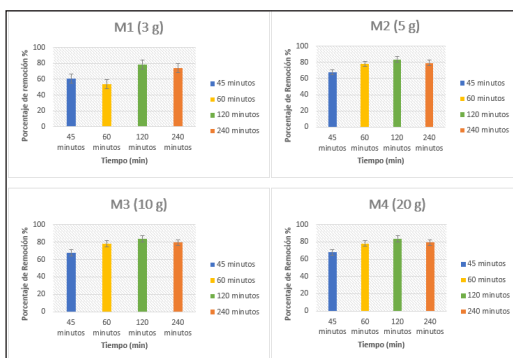 M1 (3 g)
Porcentaje de remoción %
100
80
60
40
20
0
45 minutos
60 minutos
120 minutos
240 minutos
Tiempo (min)
45 minutos
60 minutos
120 minutos
240 minutos
M2 (5 g)
Porcentaje de Remoción %
100
80
60
40
20
0
45 minutos
60 minutos
120 minutos
240 minutos
Tiempo (min)
45 minutos
60 minutos
120 minutos
240 minutos
M3 (10 g)
Porcentaje de Remoción %
100
80
60
40
20
0
45 minutos
60 minutos
120 minutos
240 minutos
Tiempo (min)
45 minutos
60 minutos
120 minutos
240 minutos
M4 (20 g)
Porcentaje de Remoción %
100
80
60
40
20
0
45 minutos
60 minutos
120 minutos
240 minutos
Tiempo (min)
45 minutos
60 minutos
120 minutos
240 minutos